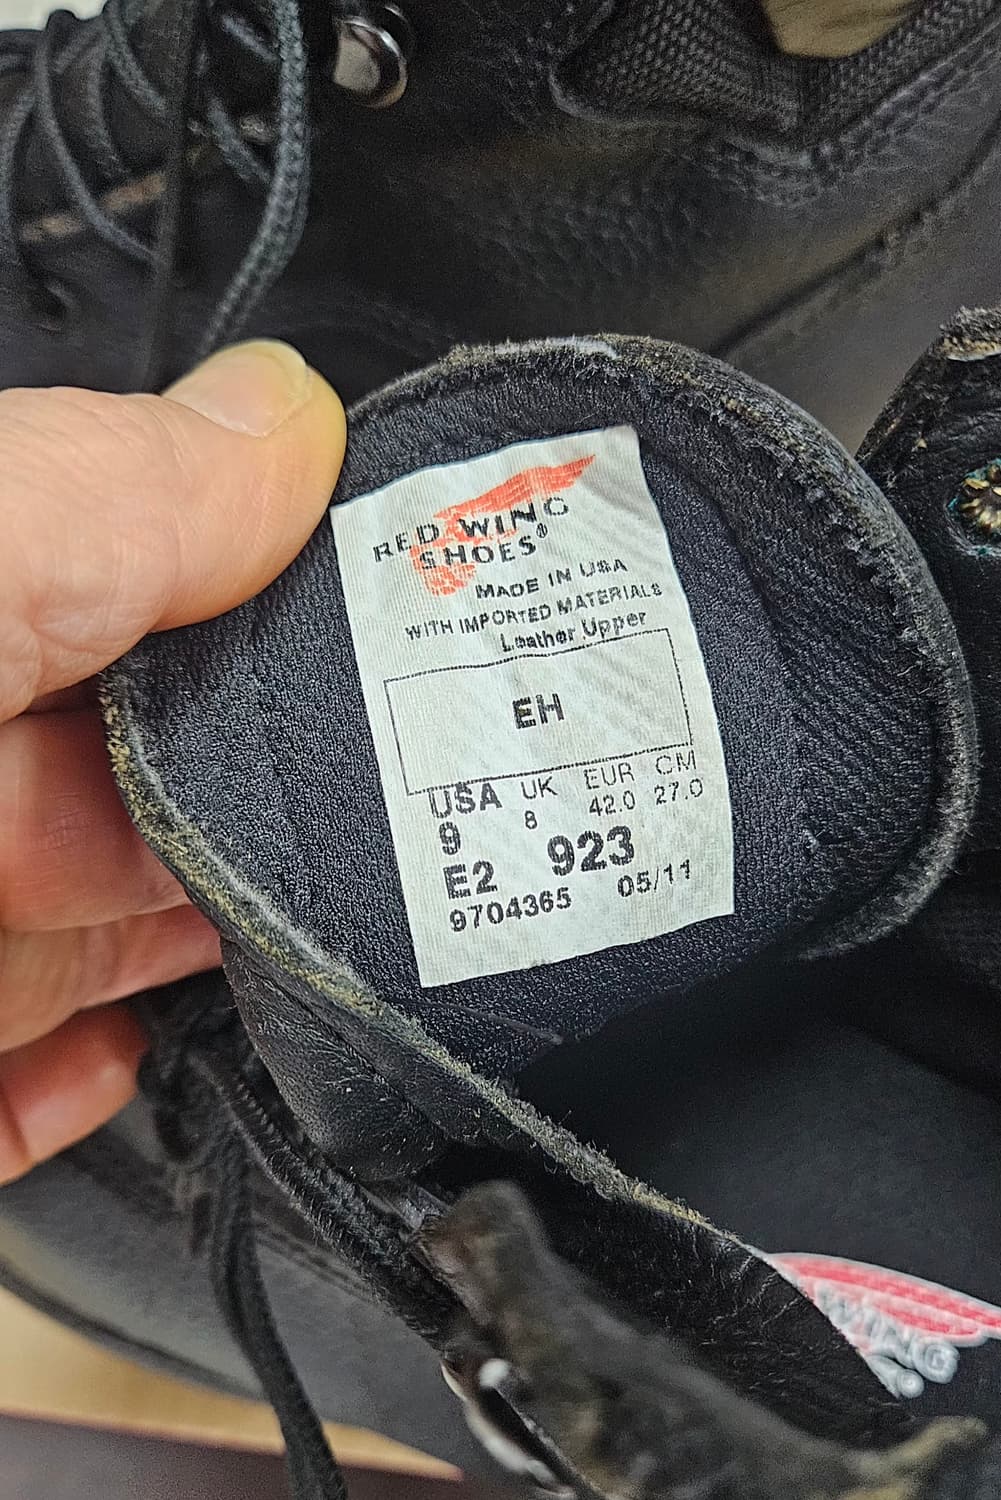 RED WING
SHOES®
MADE IN USA
WITH IMPORTED MATERIALS
Leather Upper
EH
USA UK EUR CM
9 8 42.0 27.0
E2 923
9704365 05/11
WING